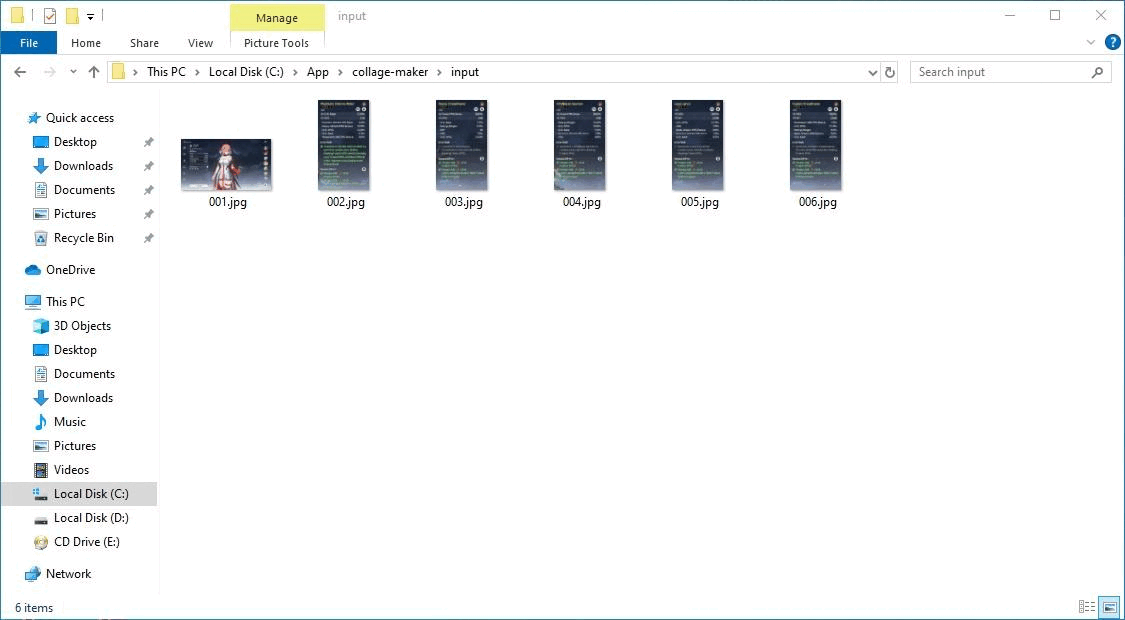 Manage
input
File
Home
Share
View
Picture Tools
?
This PC > Local Disk (C:) > App > collage-maker > input
Search input
Quick access
Desktop
Downloads
Documents
Pictures
Recycle Bin
OneDrive
This PC
3D Objects
Desktop
Documents
Downloads
Music
Pictures
Videos
Local Disk (C:)
Local Disk (D:)
CD Drive (E:)
Network
001.jpg
002.jpg
003.jpg
004.jpg
005.jpg
006.jpg
6 items